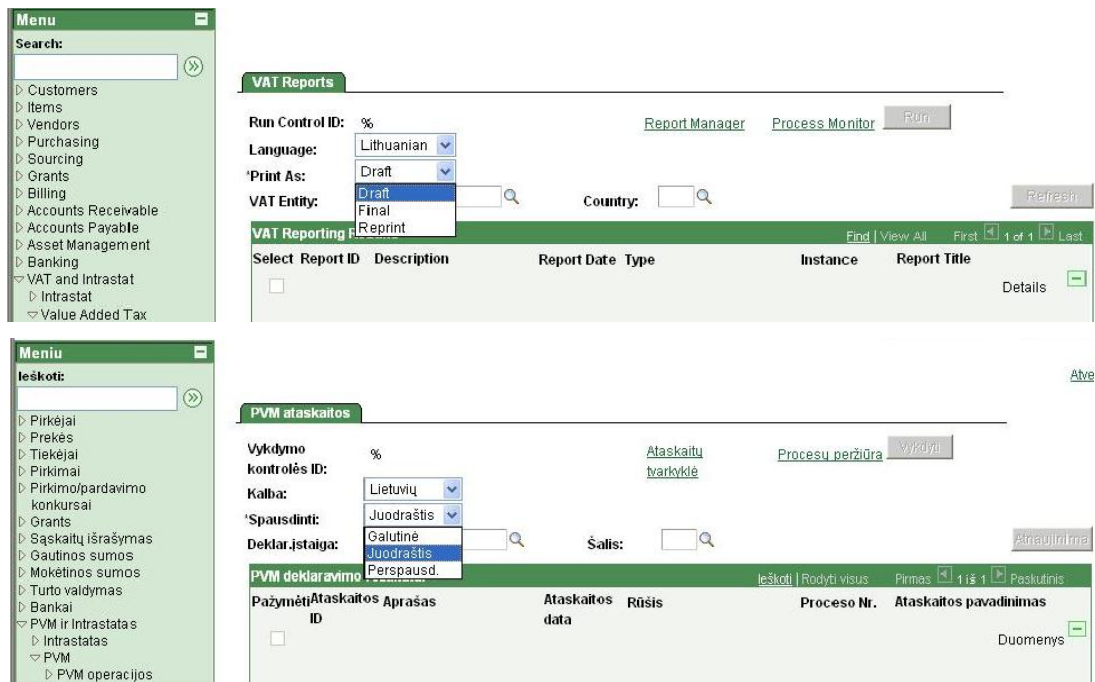 Menu
Search:
Customers
Items
Vendors
Purchasing
Sourcing
Grants
Billing
Accounts Receivable
Accounts Payable
Asset Management
Banking
VAT and Intrastat
Intrastat
Value Added Tax
VAT Reports
Run Control ID: % Report Manager Process Monitor Run
Language: Lithuanian
*Print As: Draft
Draft
Final
Reprint
VAT Entity: Country: Refresh
VAT Reporting Find | View All First 1 of 1 Last
Select Report ID Description Report Date Type Instance Report Title
Details
Meniu
Ieškoti:
Pirkėjai
Prekės
Tiekėjai
Pirkimai
Pirkimo/pardavimo
konkursai
Grants
Sąskaitų išrašymas
Gautinos sumos
Mokėtinos sumos
Turto valdymas
Bankai
PVM ir Intrastatas
Intrastatas
PVM
PVM operacijos
Atve
PVM ataskaitos
Vykdymo
kontrolės ID: % Ataskaitų
tvarkyklė Procesų peržiūra Vykdyti
Kalba: Lietuvių
*Spausdinti: Juodraštis
Galutinė
Juodraštis
Perspausd.
Deklar.įstaiga: Šalis: Atnaujinima
PVM deklaravimo Ieškoti | Rodyti visus Pirmas 1 iš 1 Paskutinis
Pažymėti Ataskaitos
ID Aprašas Ataskaitos
data Rūšis Proceso Nr. Ataskaitos pavadinimas
Duomenys